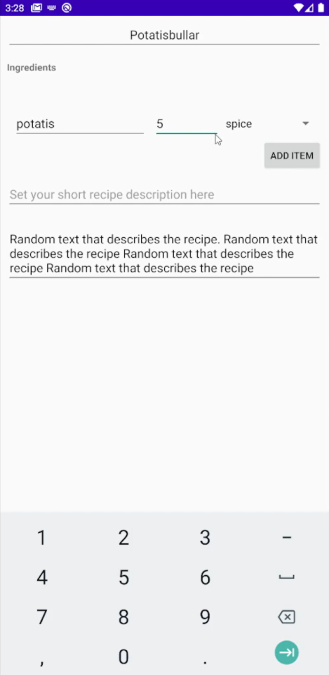 3:28
Potatisbullar
Ingredients
potatis 5 spice
ADD ITEM
Set your short recipe description here
Random text that describes the recipe. Random text that
describes the recipe Random text that describes the
recipe Random text that describes the recipe
1 2 3 -
4 5 6
7 8 9
, 0 .